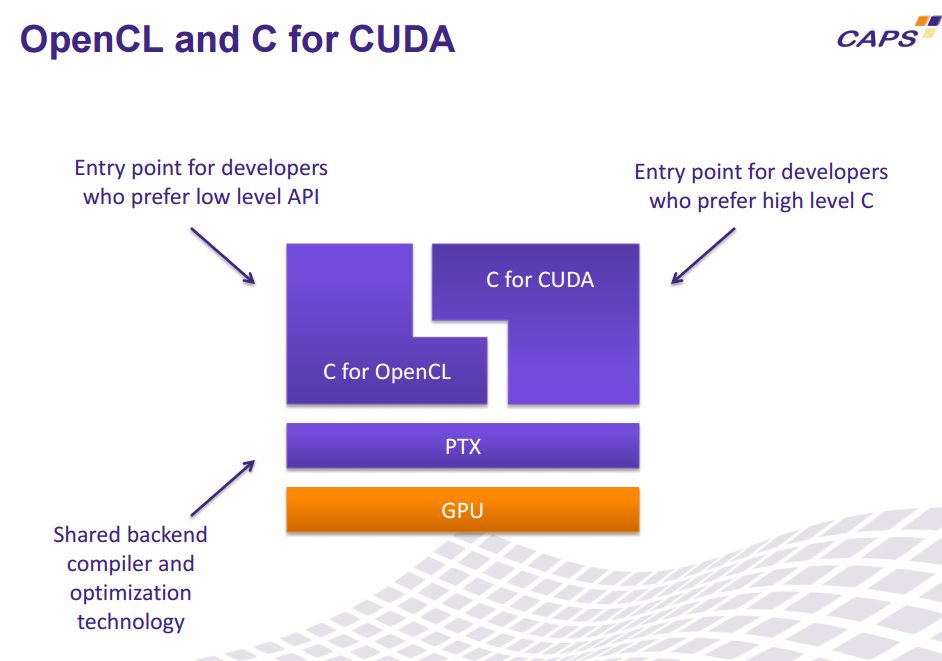 OpenCL and C for CUDA
CAPS
Entry point for developers
who prefer low level API
Entry point for developers
who prefer high level C
C for CUDA
C for OpenCL
PTX
GPU
Shared backend
compiler and
optimization
technology